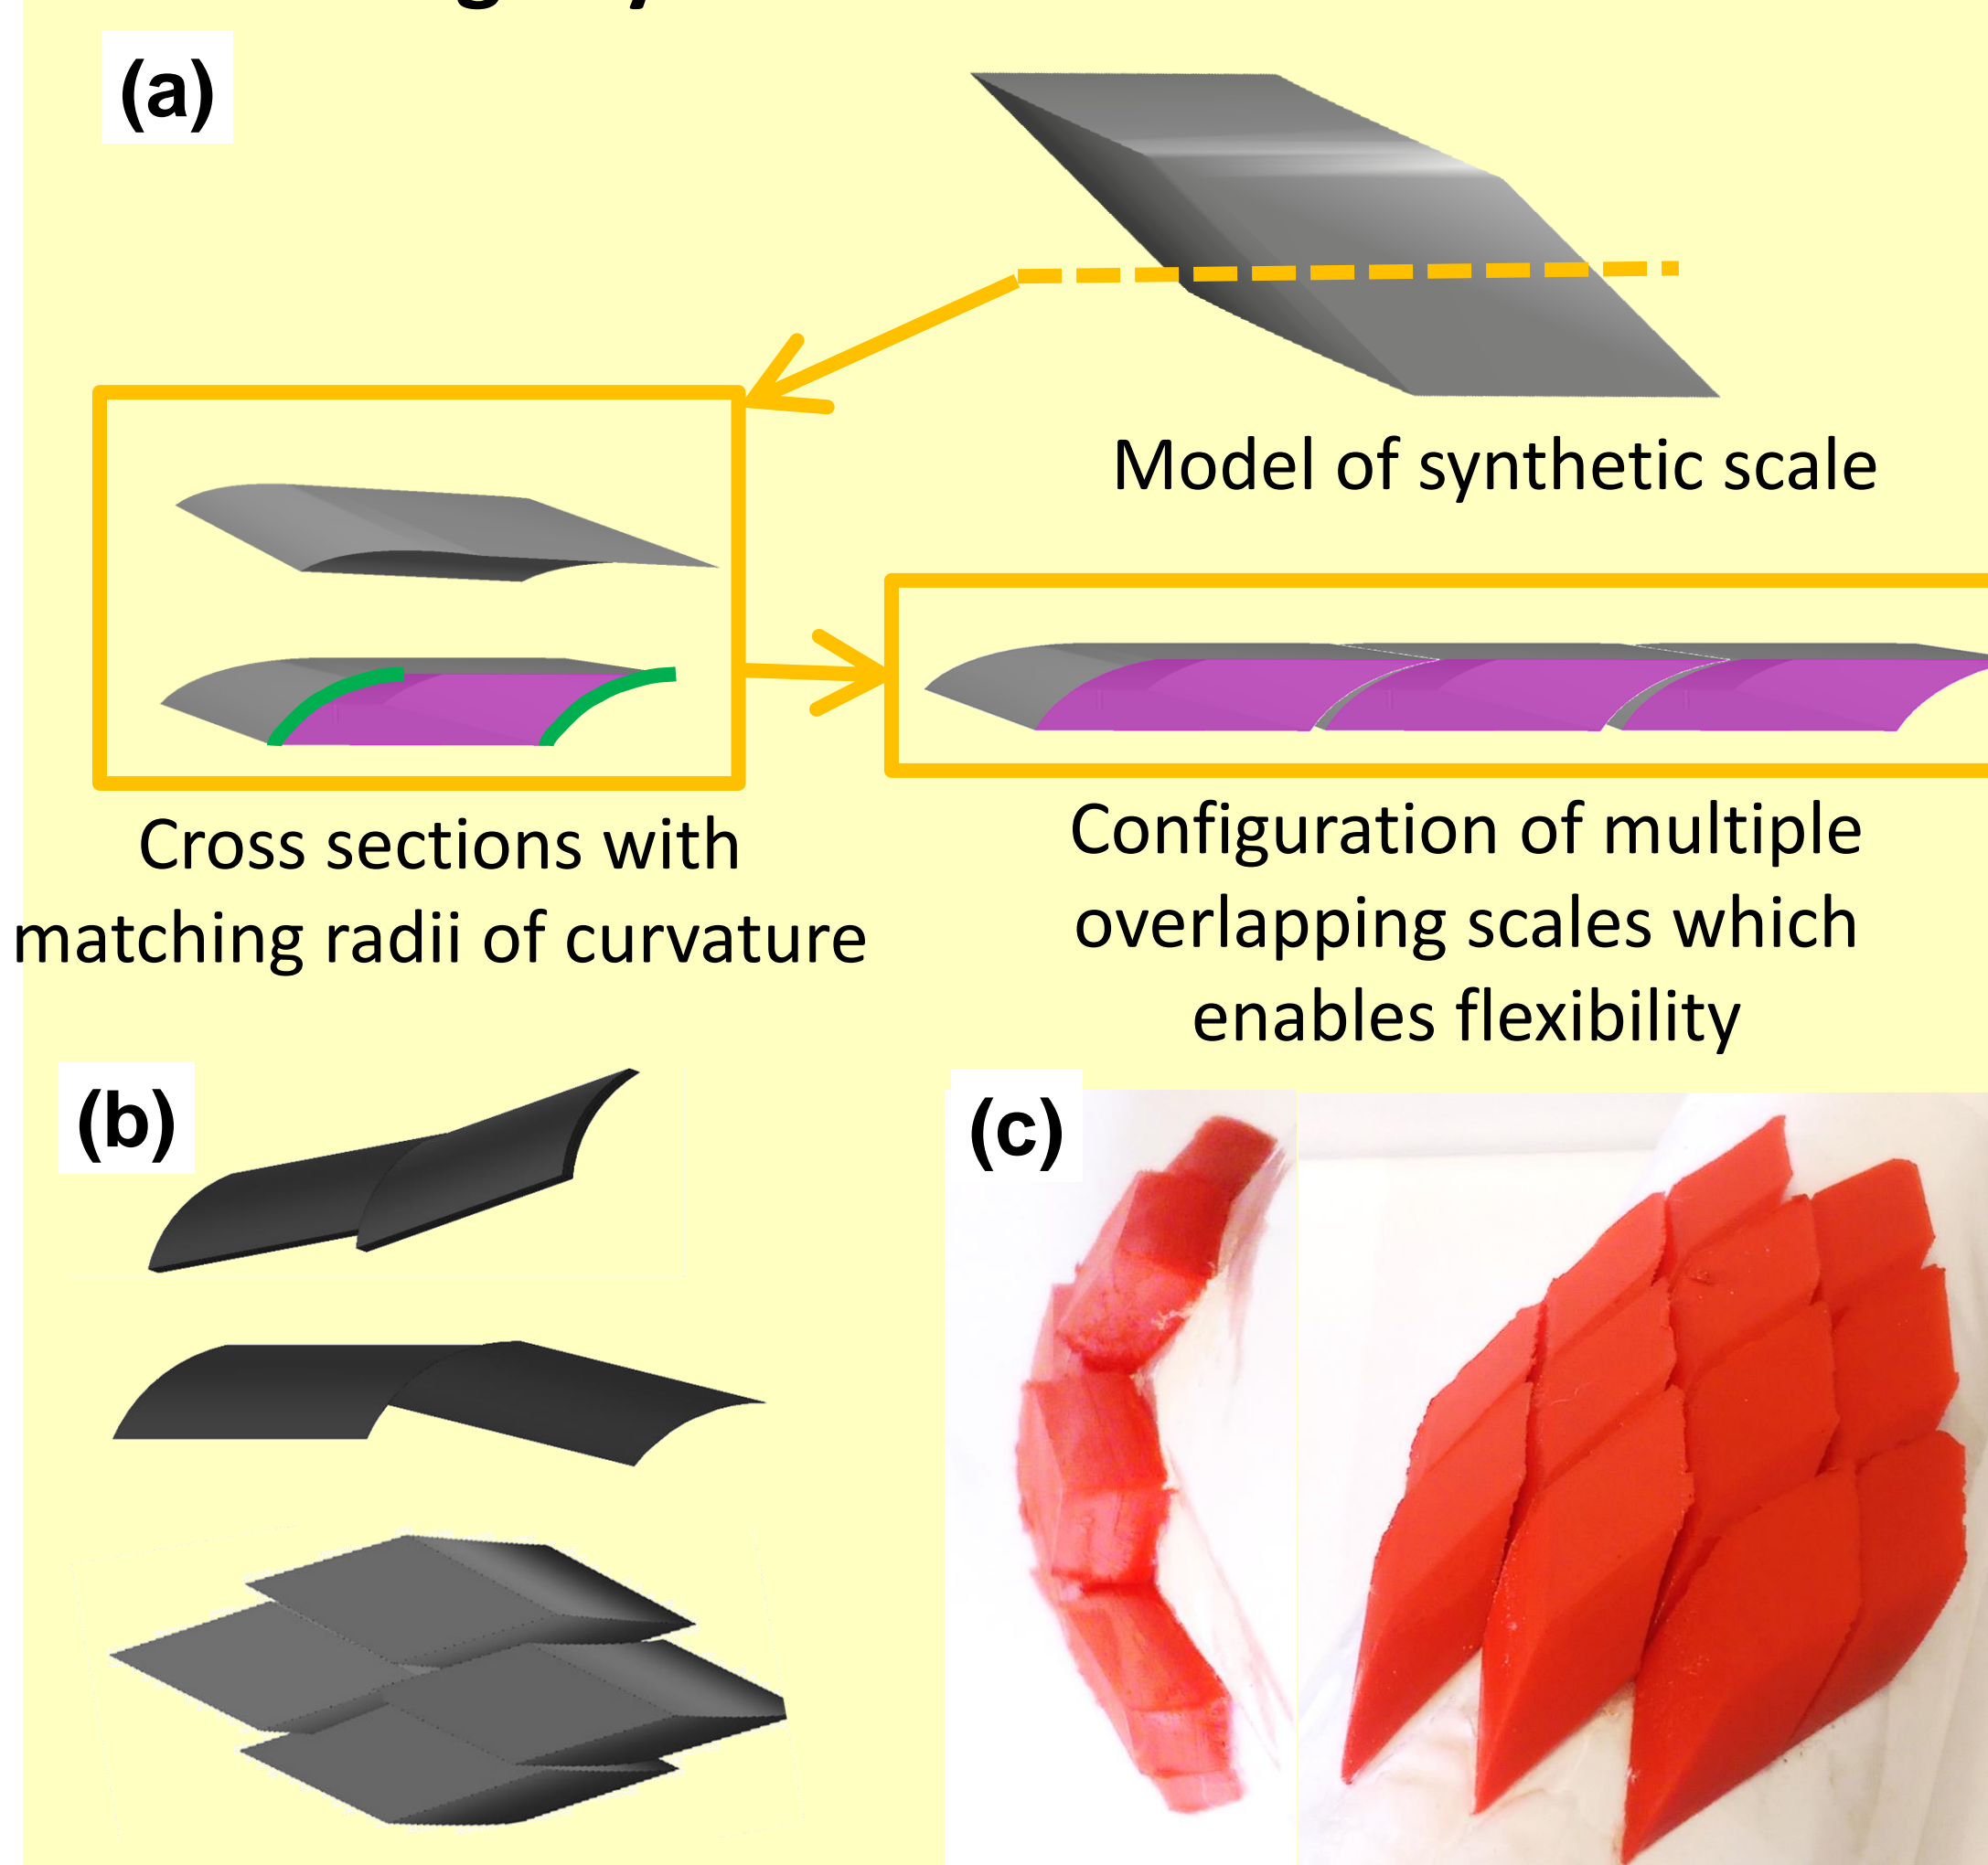 (a)
Model of synthetic scale
Cross sections with
matching radii of curvature
Configuration of multiple
overlapping scales which
enables flexibility
(b)
(c)